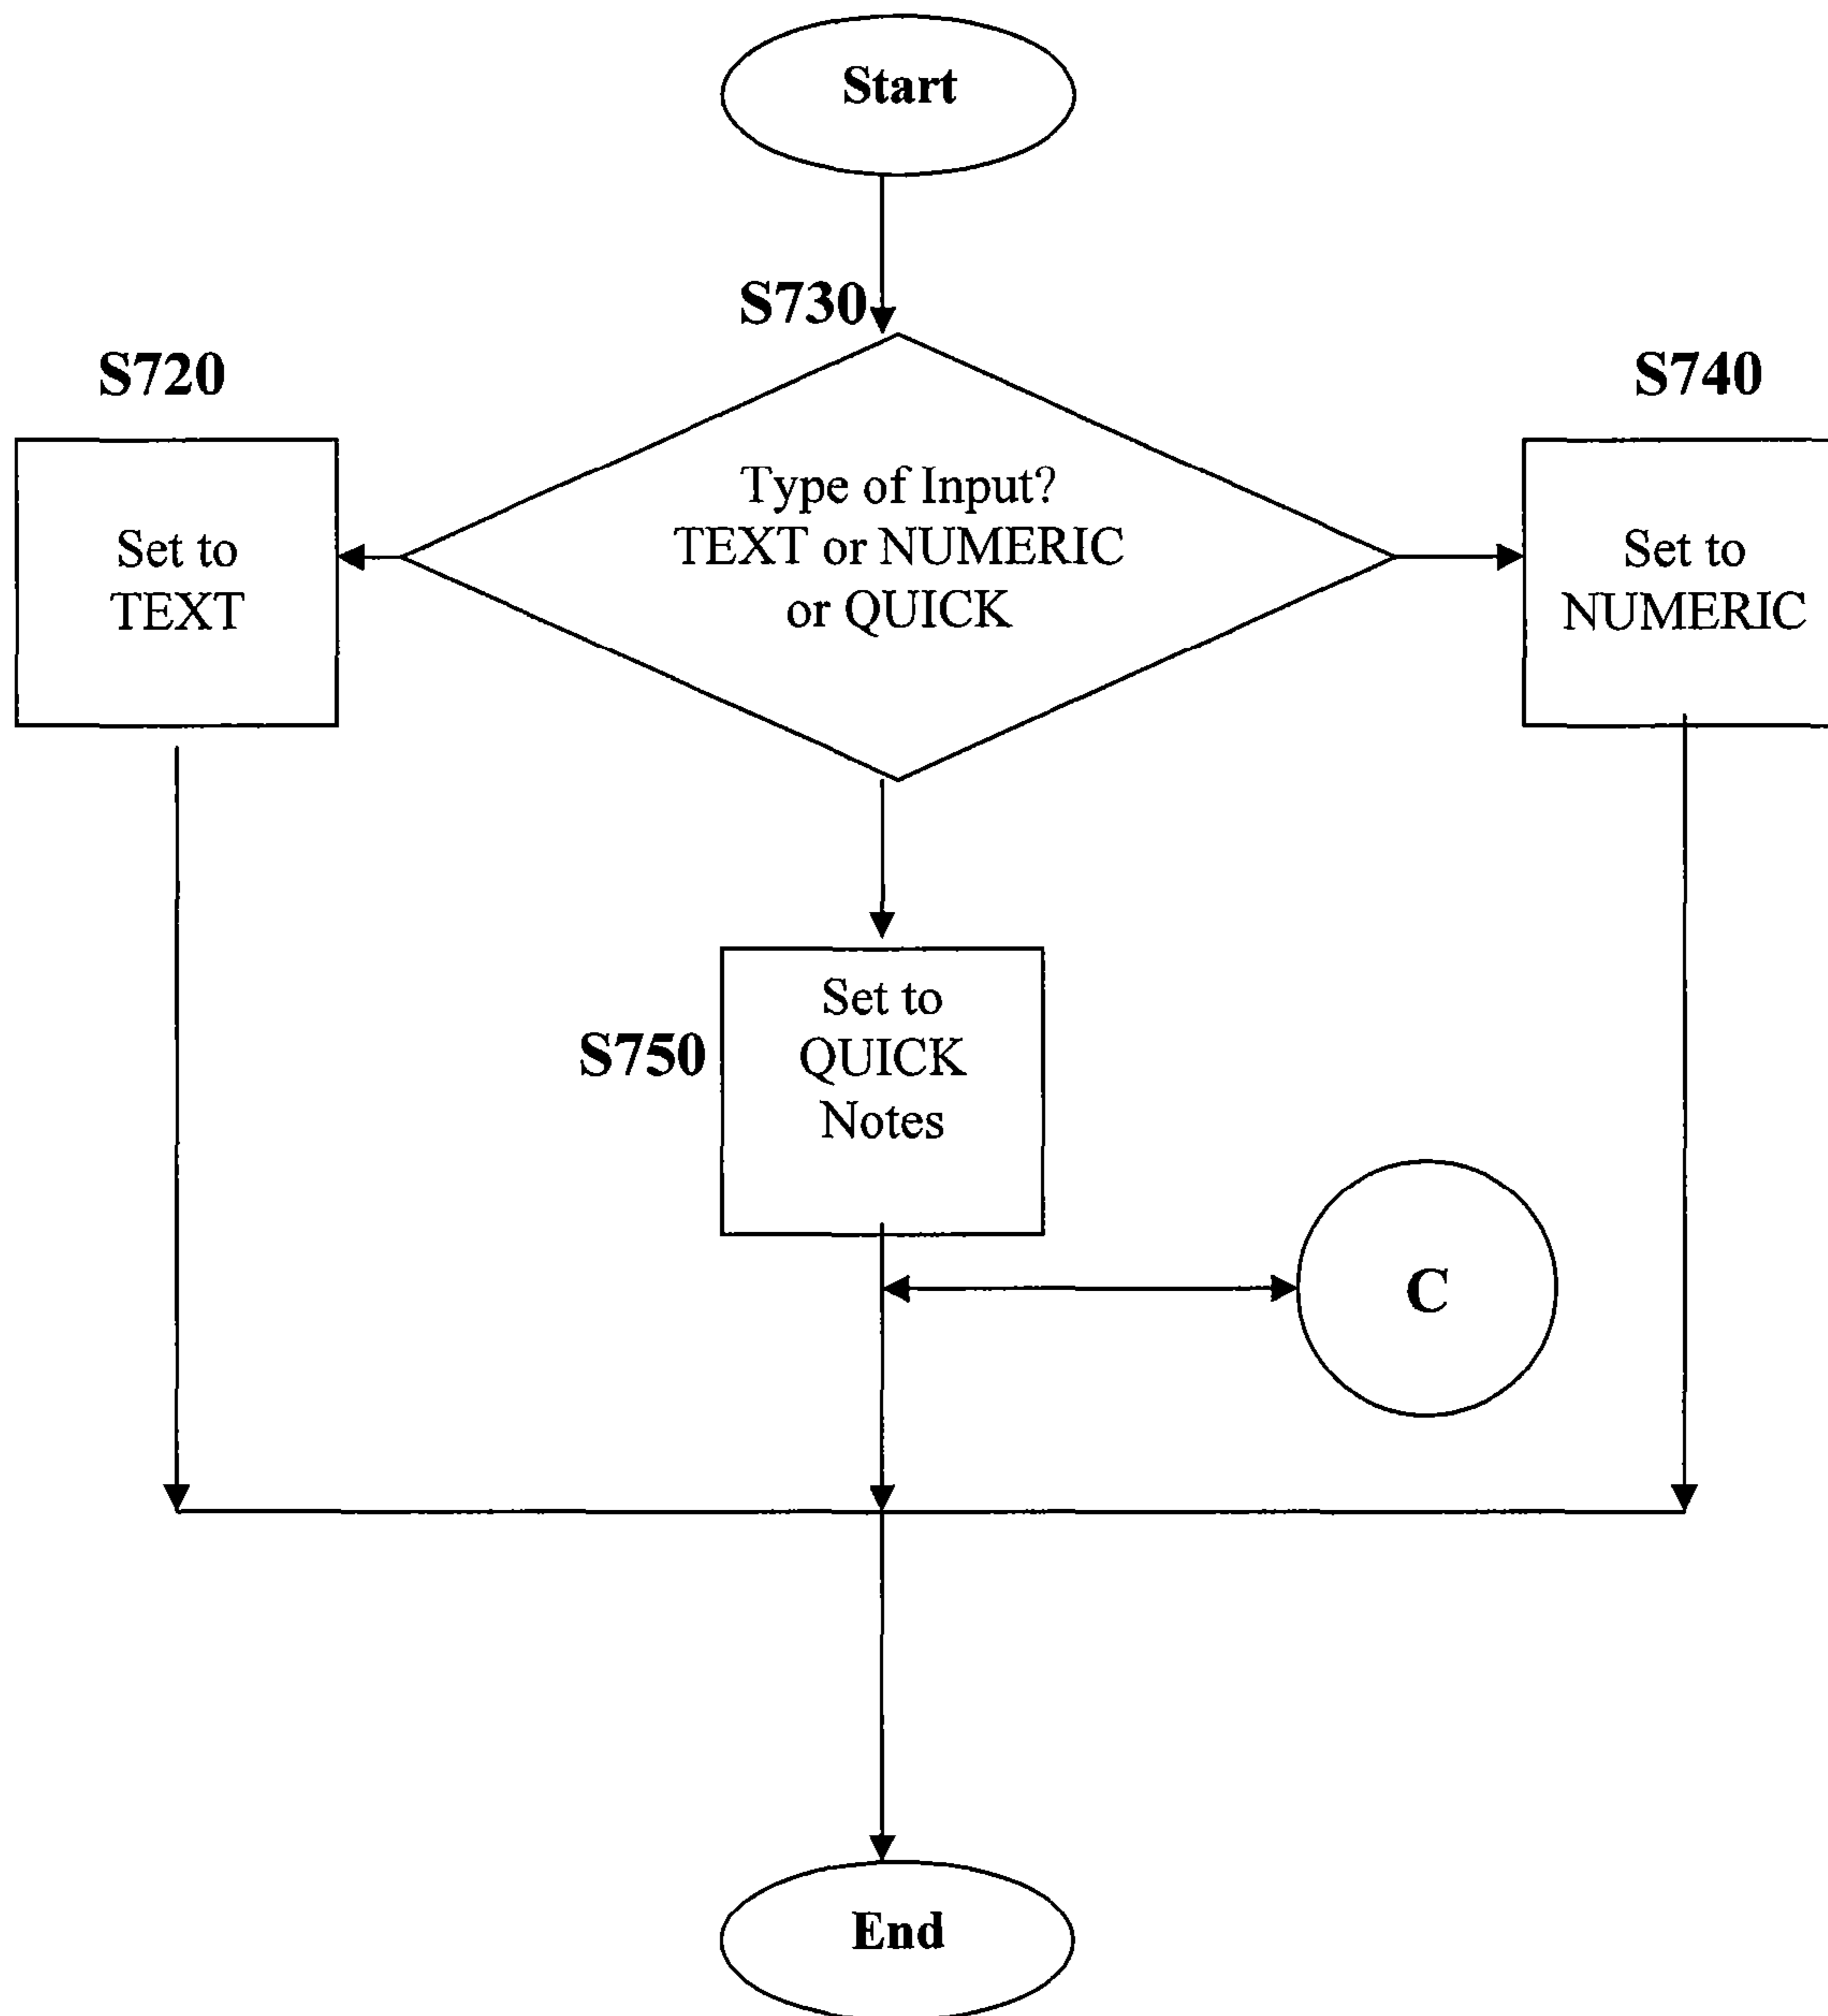 Start
S730
S720
S740
Type of Input?
TEXT or NUMERIC
or QUICK
Set to
TEXT
Set to
NUMERIC
Set to
QUICK
Notes
S750
C
End